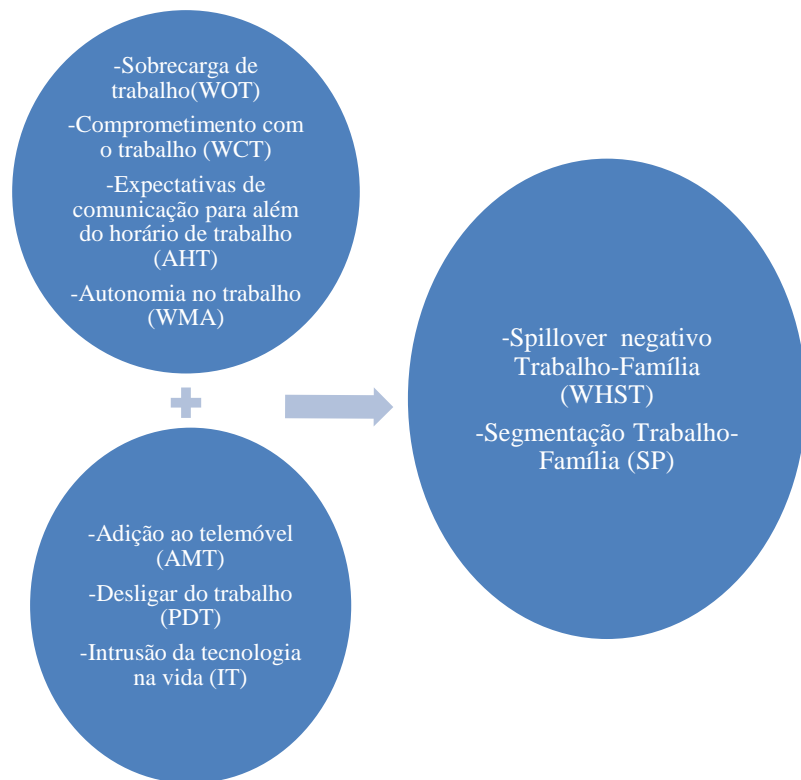 -Sobrecarga de
trabalho(WOT)
-Comprometimento com
o trabalho (WCT)
-Expectativas de
comunicação para além
do horário de trabalho
(AHT)
-Autonomia no trabalho
(WMA)
-Adição ao telemóvel
(AMT)
-Desligar do trabalho
(PDT)
-Intrusão da tecnologia
na vida (IT)
-Spillover negativo
Trabalho-Família
(WHST)
-Segmentação Trabalho-
Família (SP)